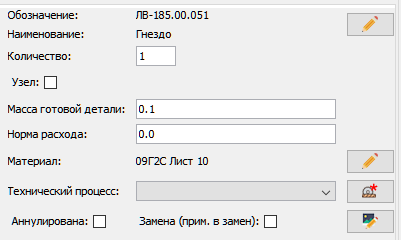 Обозначение: ЛВ-185.00.051
Наименование: Гнездо
Количество: 1
Узел:
Масса готовой детали: 0.1
Норма расхода: 0.0
Материал: 09Г2С Лист 10
Технический процесс:
Аннулирована: Замена (прим. в замен):